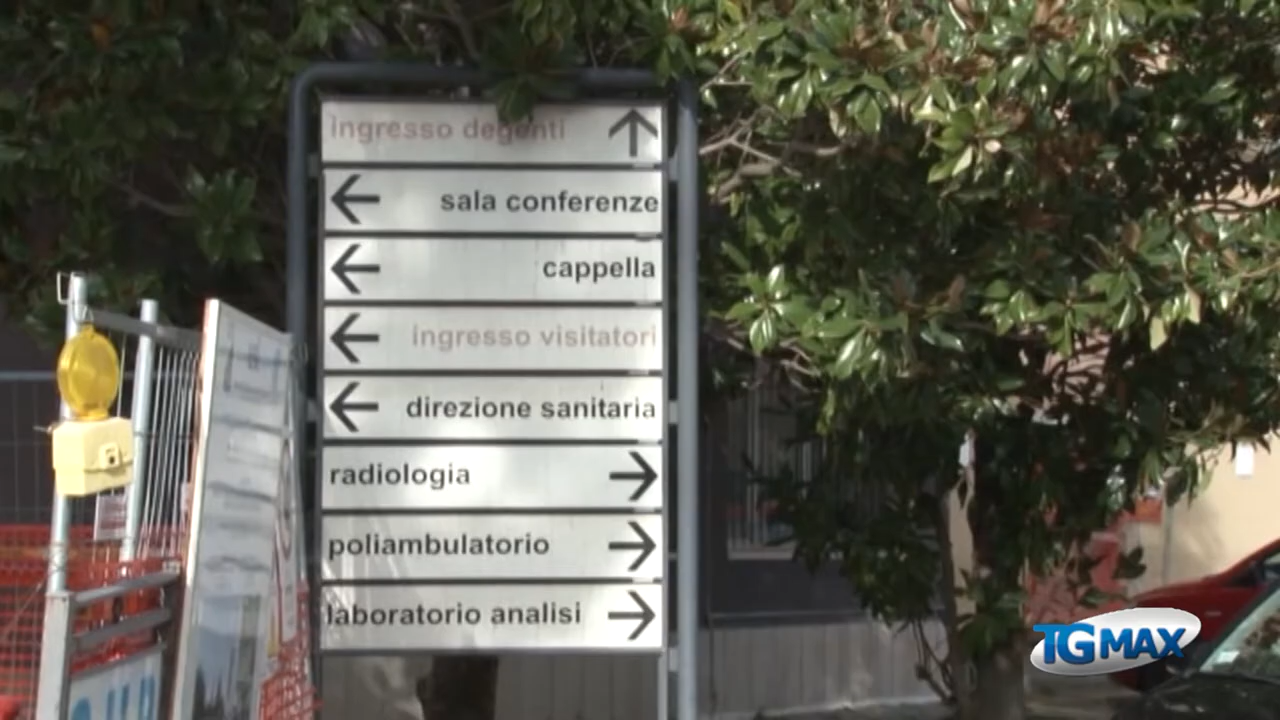 ingresso degenti
sala conferenze
cappella
ingresso visitatori
direzione sanitaria
radiologia
poliambulatorio
laboratorio analisi
TGMAX